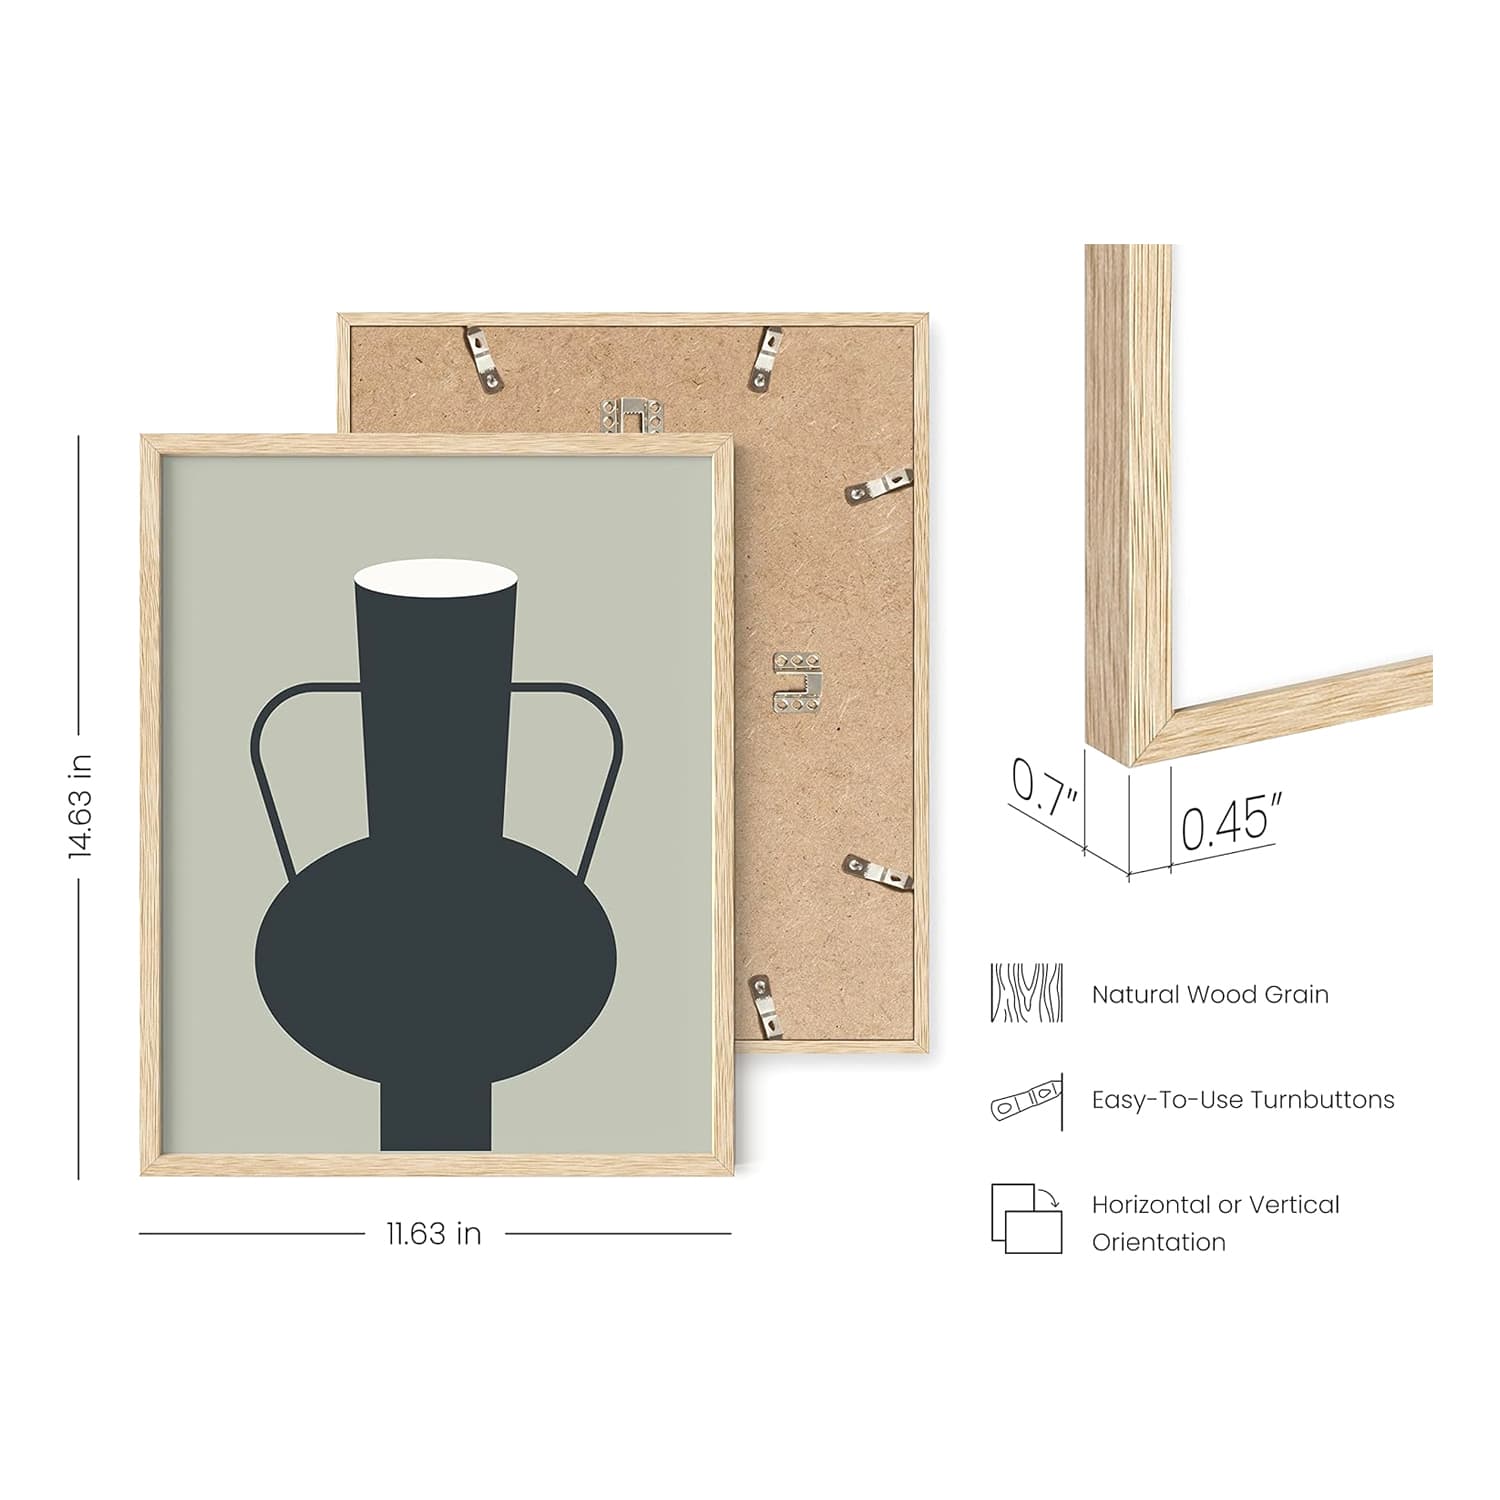 14.63 in
11.63 in
0.7"
0.45"
Natural Wood Grain
Easy-To-Use Turnbuttons
Horizontal or Vertical
Orientation